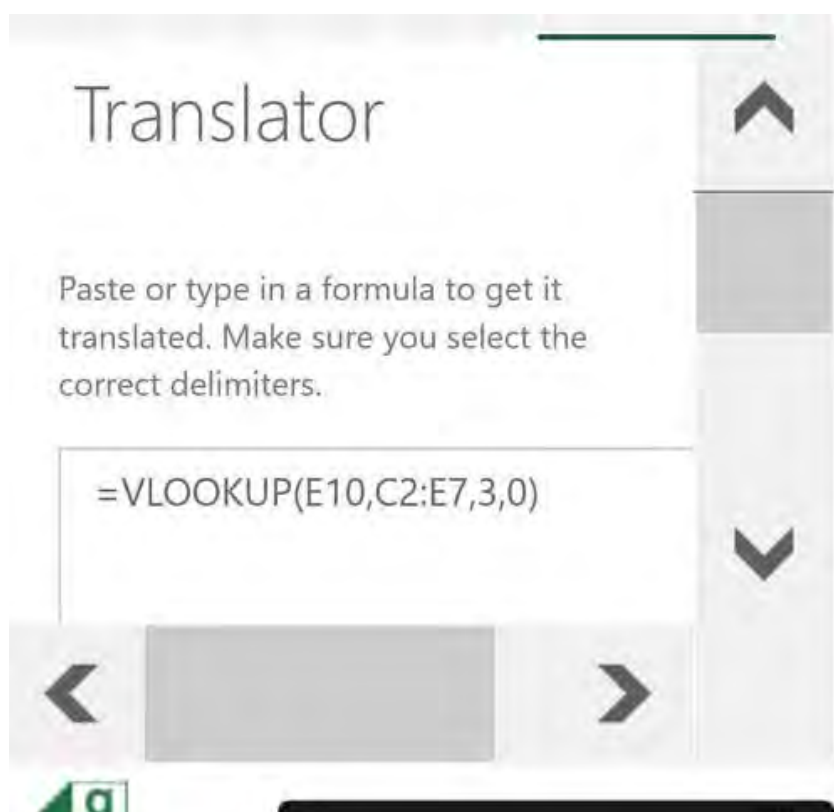 Translator
Paste or type in a formula to get it
translated. Make sure you select the
correct delimiters.
=VLOOKUP(E10,C2:E7,3,0)